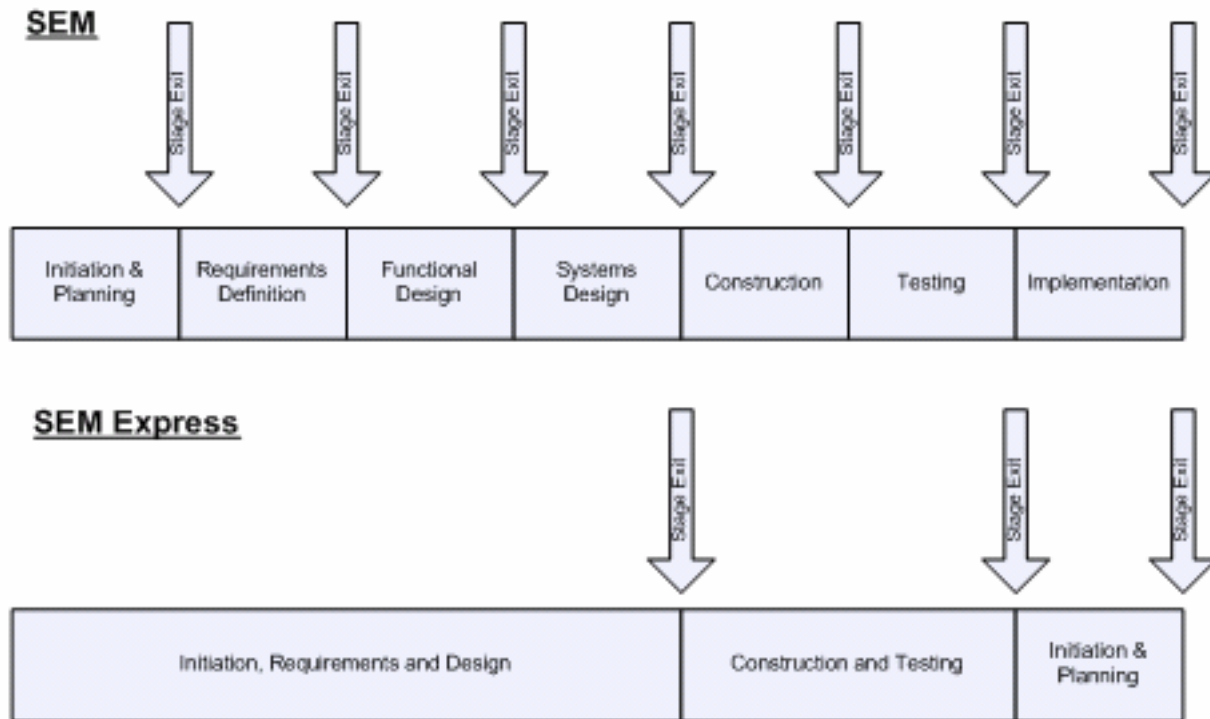 SEM
Stage Exit
Stage Exit
Stage Exit
Stage Exit
Stage Exit
Stage Exit
Stage Exit
Initiation &
Planning
Requirements
Definition
Functional
Design
Systems
Design
Construction
Testing
Implementation
SEM Express
Stage Exit
Stage Exit
Stage Exit
Initiation, Requirements and Design
Construction and Testing
Initiation &
Planning